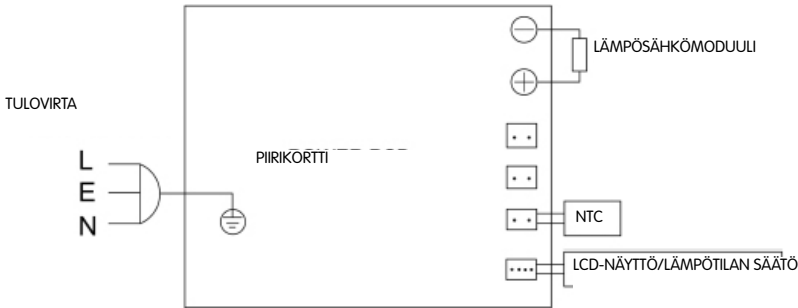 LÄMPÖSÄHKÖMODUULI
TULOVIRTA
PIIRIKORTTI
L
E
N
NTC
LCD-NÄYTTÖ/LÄMPÖTILAN SÄÄTÖ